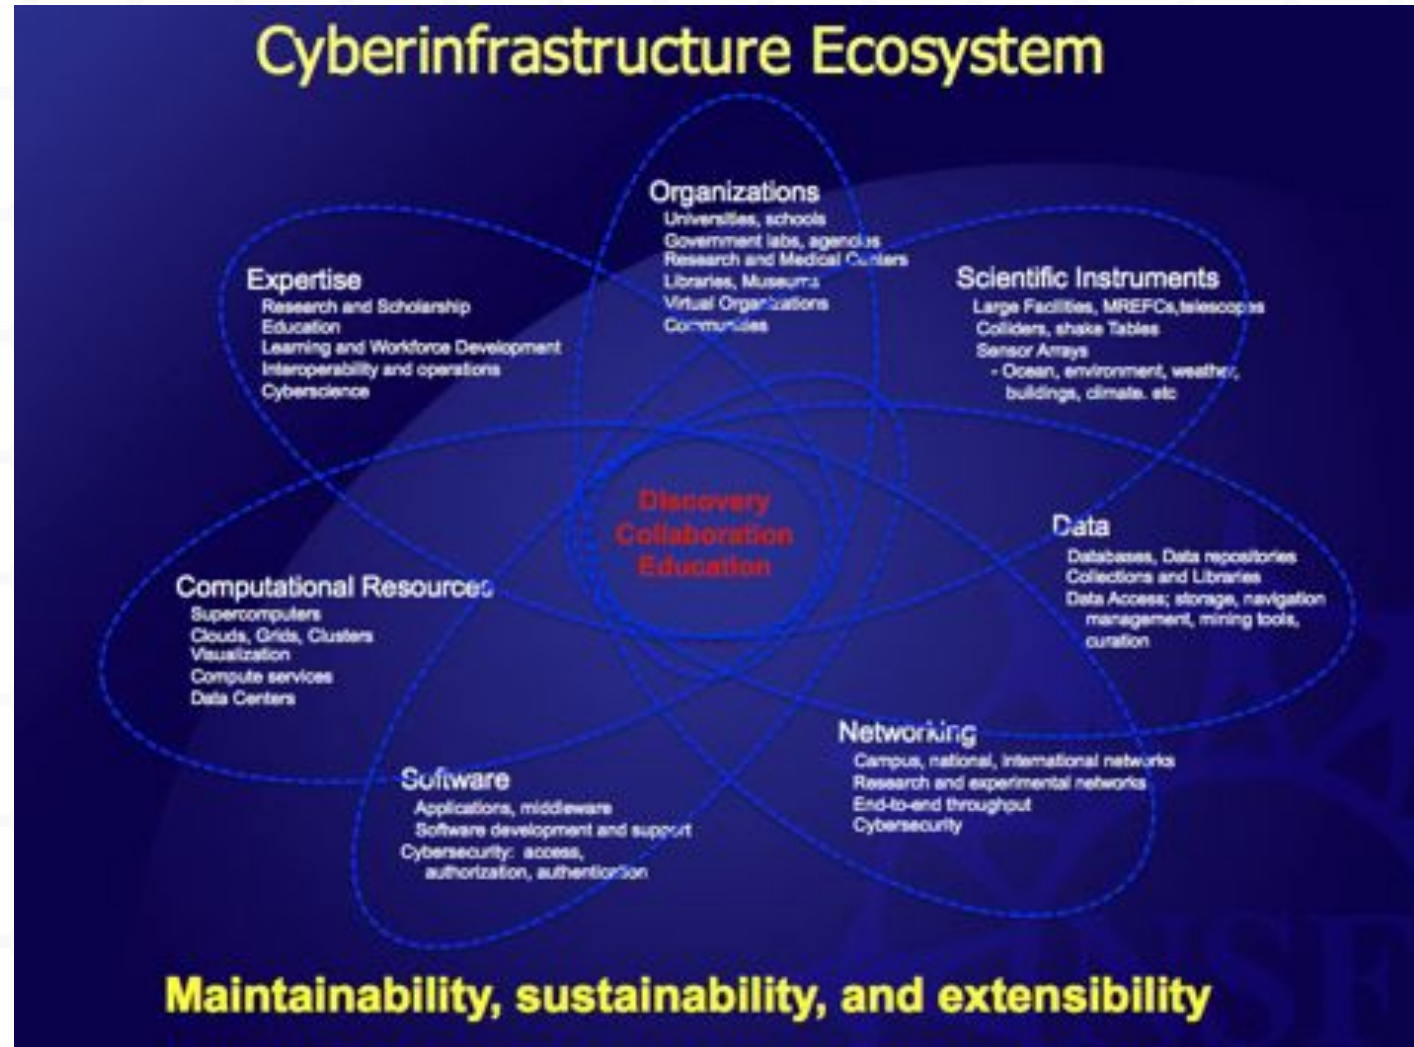 Cyberinfrastructure Ecosystem
Organizations
Universities, schools
Government labs, agencies
Research and Medical Centers
Libraries, Museums
Virtual Organizations
Communities
Expertise
Research and Scholarship
Education
Learning and Workforce Development
Interoperability and operations
Cyberscience
Scientific Instruments
Large Facilities, MREFCs,telescopes
Colliders, shake Tables
Sensor Arrays
- Ocean, environment, weather,
buildings, climate. etc
Discovery
Collaboration
Education
Data
Databases, Data repositories
Collections and Libraries
Data Access; storage, navigation
management, mining tools,
curation
Computational Resources
Supercomputers
Clouds, Grids, Clusters
Visualization
Compute services
Data Centers
Networking
Campus, national, international networks
Research and experimental networks
End-to-end throughput
Cybersecurity
Software
Applications, middleware
Software development and support
Cybersecurity: access,
authorization, authentication
NSF
Maintainability, sustainability, and extensibility